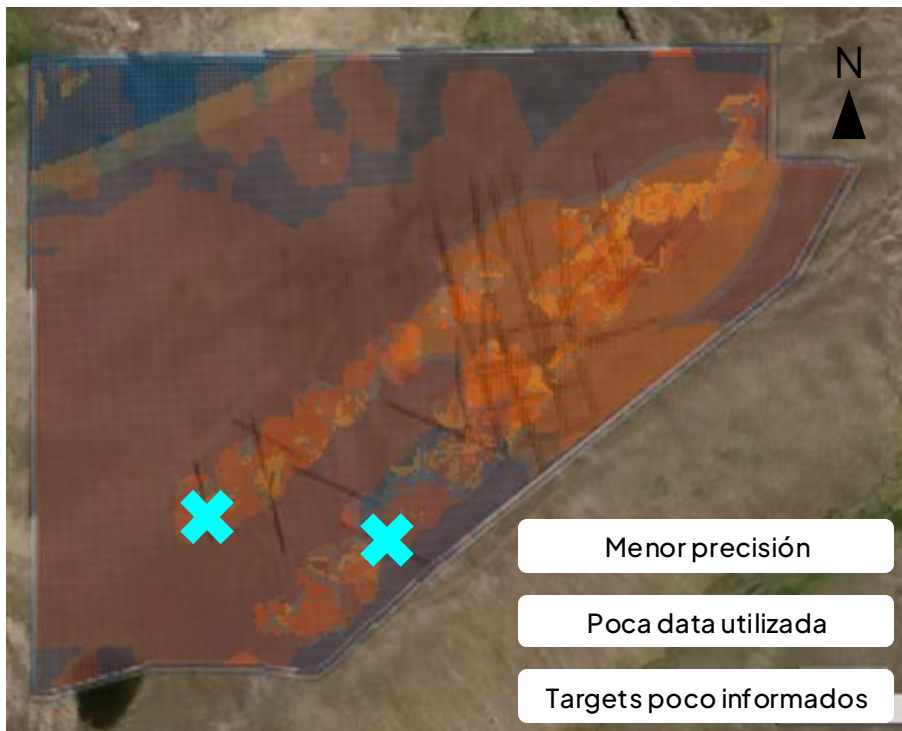 N
Menor precisión
Poca data utilizada
Targets poco informados